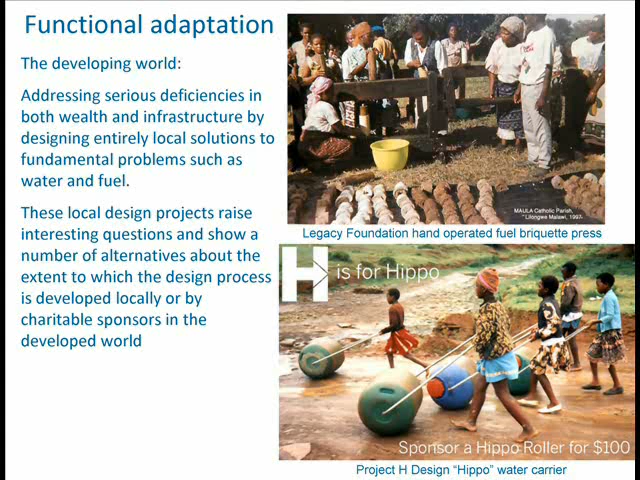 Functional adaptation
The developing world:
Addressing serious deficiencies in
both wealth and infrastructure by
designing entirely local solutions to
fundamental problems such as
water and fuel.
These local design projects raise
interesting questions and show a
number of alternatives about the
extent to which the design process
is developed locally or by
charitable sponsors in the
developed world
MAULA Catholic Parish,
Lilongwe Malawi, 1997
Legacy Foundation hand operated fuel briquette press
H is for Hippo
Sponsor a Hippo Roller for $100
Project H Design “Hippo” water carrier